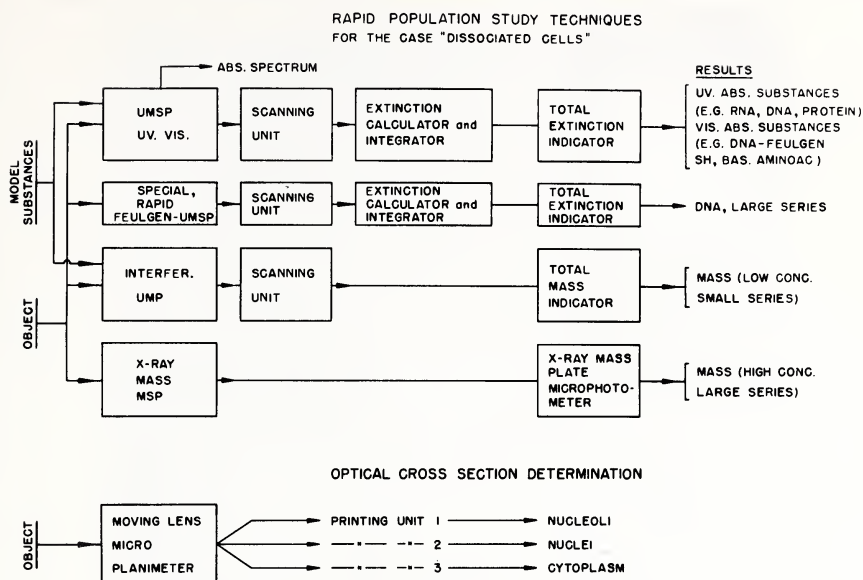 RAPID POPULATION STUDY TECHNIQUES
FOR THE CASE "DISSOCIATED CELLS"
ABS. SPECTRUM
RESULTS
MODEL
SUBSTANCES
UMSP
UV. VIS.
SCANNING
UNIT
EXTINCTION
CALCULATOR and
INTEGRATOR
TOTAL
EXTINCTION
INDICATOR
UV. ABS. SUBSTANCES
(E.G. RNA, DNA, PROTEIN)
VIS. ABS. SUBSTANCES
(E.G. DNA-FEULGEN
SH, BAS. AMINOAC)
SPECIAL,
RAPID
FEULGEN-UMSP
SCANNING
UNIT
EXTINCTION
CALCULATOR and
INTEGRATOR
TOTAL
EXTINCTION
INDICATOR
DNA, LARGE SERIES
INTERFER.
UMP
SCANNING
UNIT
TOTAL
MASS
INDICATOR
MASS (LOW CONC.
SMALL SERIES)
OBJECT
X-RAY
MASS
MSP
X-RAY MASS
PLATE
MICROPHOTO-
METER
MASS (HIGH CONC.
LARGE SERIES)
OPTICAL CROSS SECTION DETERMINATION
OBJECT
MOVING LENS
MICRO
PLANIMETER
PRINTING UNIT 1
NUCLEOLI
—"— —"— 2
NUCLEI
—"— —"— 3
CYTOPLASM